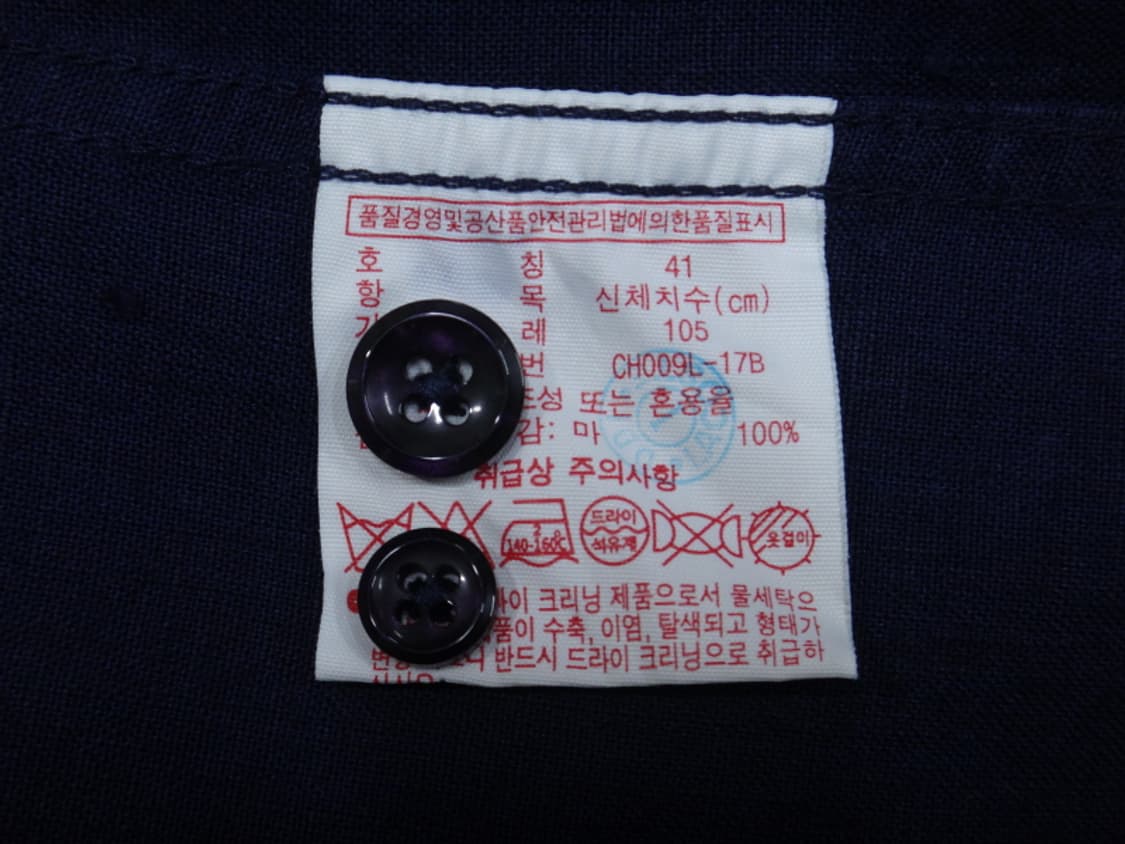 품질경영및공산품안전관리법에의한품질표시
호 칭 41
항 목 신체치수(cm)
레 105
번 CH009L-17B
조성 또는 혼용율
감: 마 100%
취급상 주의사항
2 140-160℃ 드라이 석유제 옷걸이
크리닝 제품으로서 물세탁으
수축, 이염, 탈색되고 형태가
반드시 드라이 크리닝으로 취급하
십시오